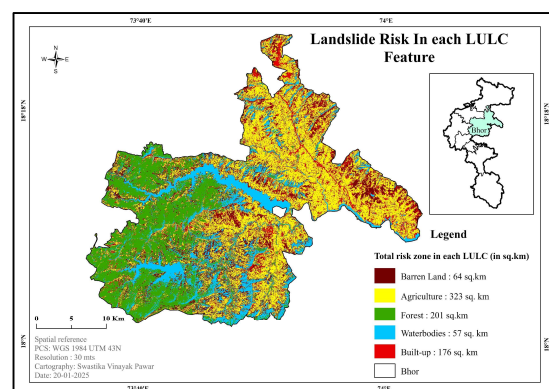 73°40'E
74°E
Landslide Risk In each LULC
Feature
N
W E
S
18°18'N
18°18'N
Bhor
Legend
Total risk zone in each LULC (in sq.km)
Barren Land : 64 sq.km
Agriculture : 323 sq. km
Forest : 201 sq.km
Waterbodies : 57 sq. km
Built-up : 176 sq.km
Bhor
0 5 10 Km
Spatial reference
PCS: WGS 1984 UTM 43N
Resolution : 30 mts
Cartography: Swastika Vinayak Pawar
Date: 20-01-2025
18°N
18°N
73°40'E
74°E